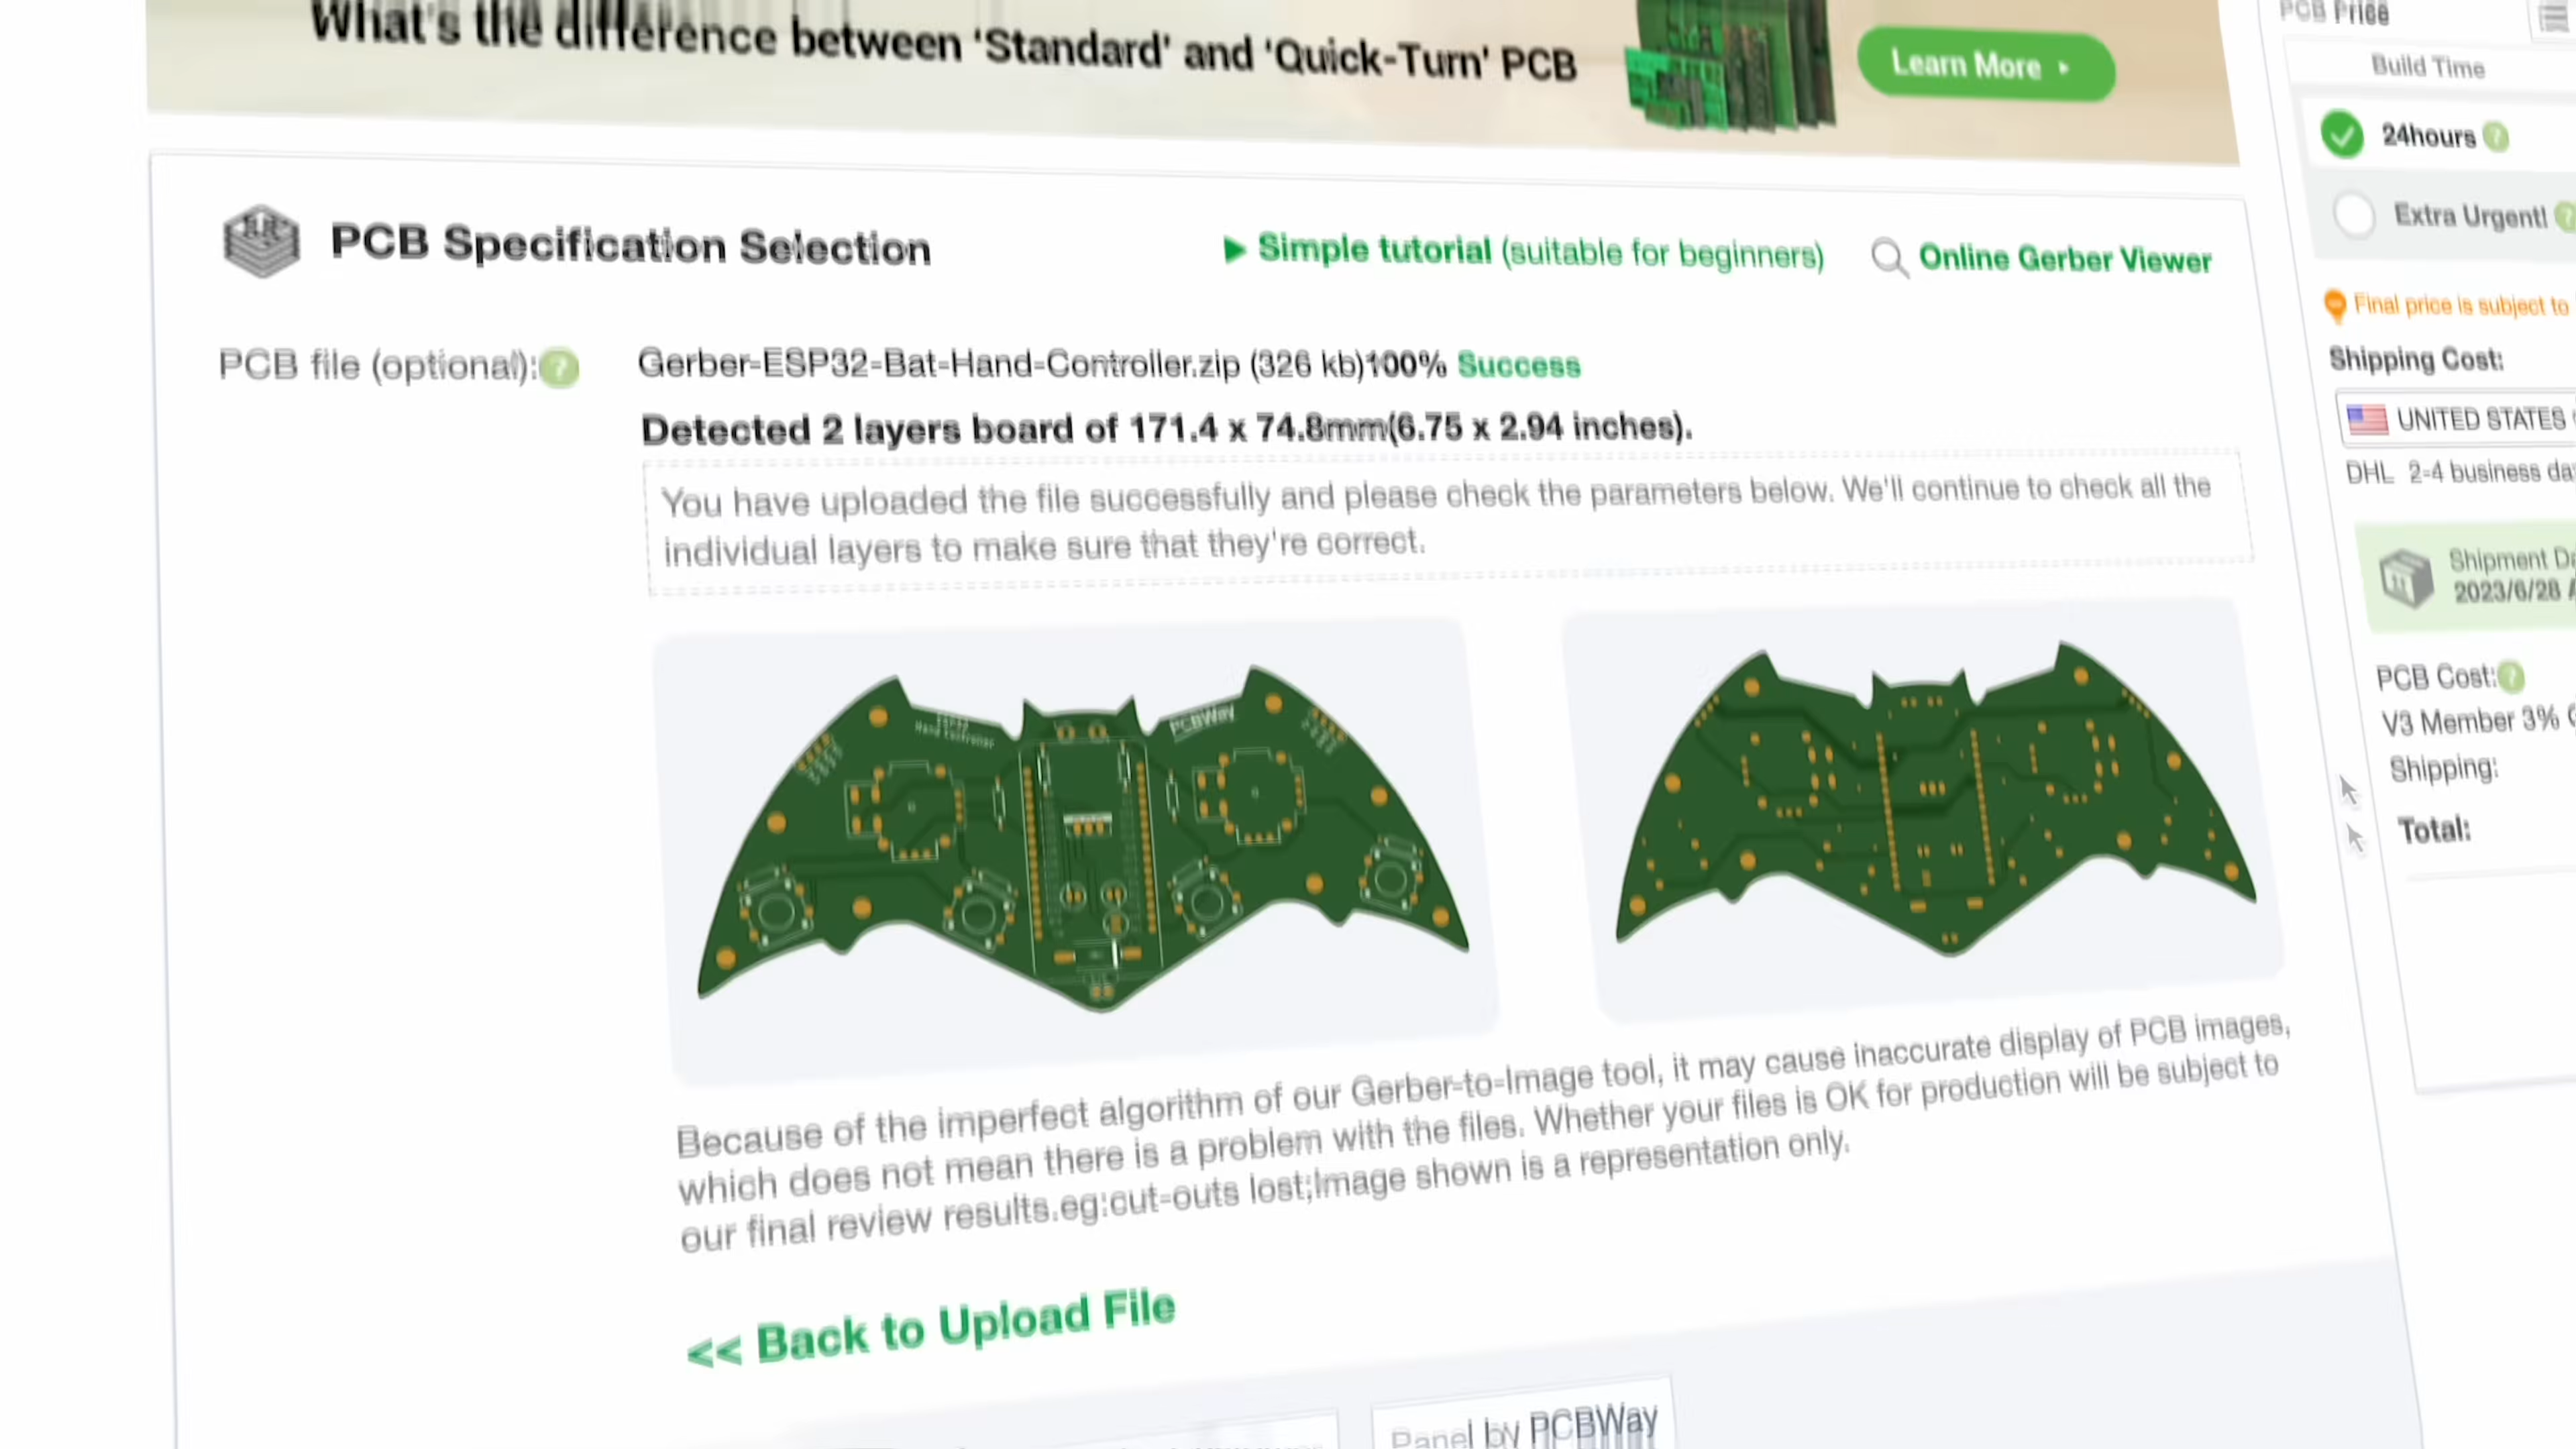 What's the difference between 'Standard' and 'Quick-Turn' PCB
Learn More
PCB Price
Build Time
24hours
Extra Urgent!
Final price is subject to
PCB Specification Selection
Simple tutorial (suitable for beginners)
Online Gerber Viewer
PCB file (optional):
Gerber-ESP32-Bat-Hand-Controller.zip (326 kb)100% Success
Detected 2 layers board of 171.4 x 74.8mm(6.75 x 2.94 inches).
You have uploaded the file successfully and please check the parameters below. We'll continue to check all the
individual layers to make sure that they're correct.
Hand Controller
PCBWay
Because of the imperfect algorithm of our Gerber-to-Image tool, it may cause inaccurate display of PCB images,
which does not mean there is a problem with the files. Whether your files is OK for production will be subject to
our final review results.eg:cut-outs lost;Image shown is a representation only.
<< Back to Upload File
Panel by PCBWay
Shipping Cost:
UNITED STATES
DHL 2-4 business da
Shipment Da
2023/6/28
PCB Cost:
V3 Member 3%
Shipping:
Total: